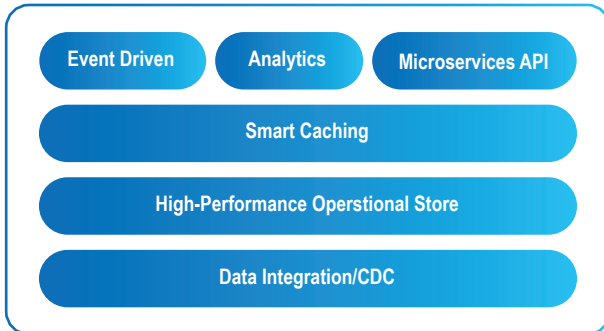 Event Driven
Analytics
Microservices API
Smart Caching
High-Performance Operstional Store
Data Integration/CDC